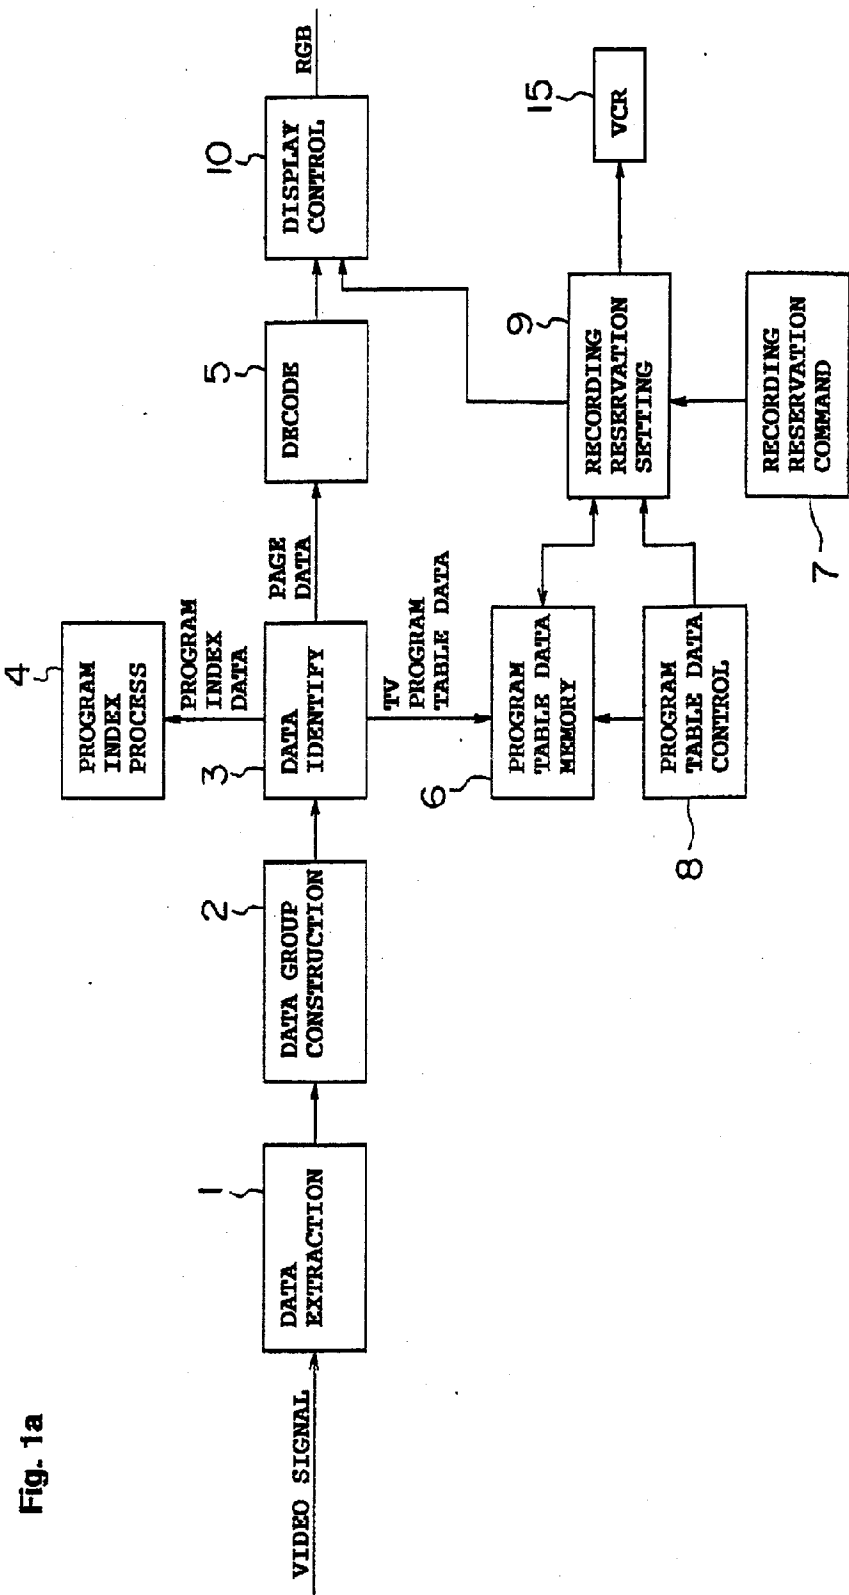 Fig. 1a
VIDEO SIGNAL
1
DATA
EXTRACTION
2
DATA GROUP
CONSTRUCTION
3
DATA
IDENTIFY
PROGRAM
INDEX
DATA
4
PROGRAM
INDEX
PROCESS
PAGE
DATA
5
DECODE
10
DISPLAY
CONTROL
RGB
TV
PROGRAM
TABLE DATA
6
PROGRAM
TABLE DATA
MEMORY
8
PROGRAM
TABLE DATA
CONTROL
9
RECORDING
RESERVATION
SETTING
15
VCR
7
RECORDING
RESERVATION
COMMAND